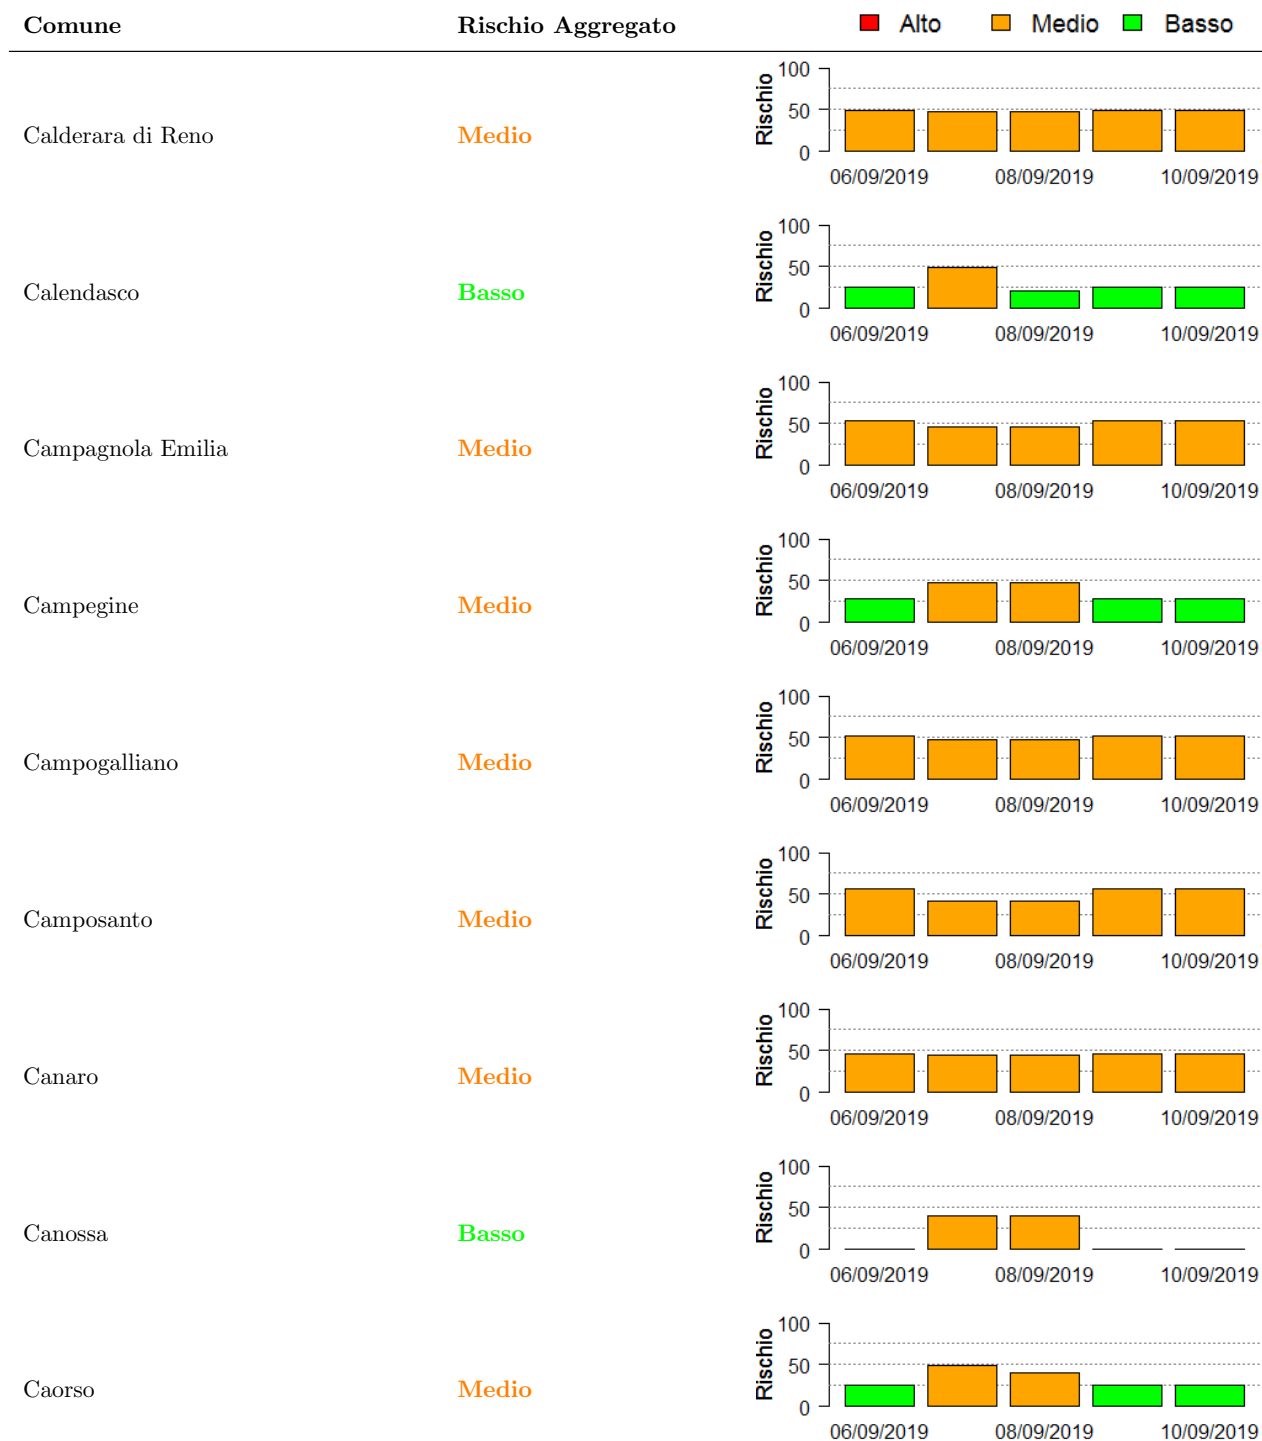 Comune Rischio Aggregato Alto Medio Basso
Calderara di Reno Medio Rischio 100 50 0
06/09/2019 08/09/2019 10/09/2019
Calendasco Basso Rischio 100 50 0
06/09/2019 08/09/2019 10/09/2019
Campagnola Emilia Medio Rischio 100 50 0
06/09/2019 08/09/2019 10/09/2019
Campegine Medio Rischio 100 50 0
06/09/2019 08/09/2019 10/09/2019
Campogalliano Medio Rischio 100 50 0
06/09/2019 08/09/2019 10/09/2019
Camposanto Medio Rischio 100 50 0
06/09/2019 08/09/2019 10/09/2019
Canaro Medio Rischio 100 50 0
06/09/2019 08/09/2019 10/09/2019
Canossa Basso Rischio 100 50 0
06/09/2019 08/09/2019 10/09/2019
Caorso Medio Rischio 100 50 0
06/09/2019 08/09/2019 10/09/2019